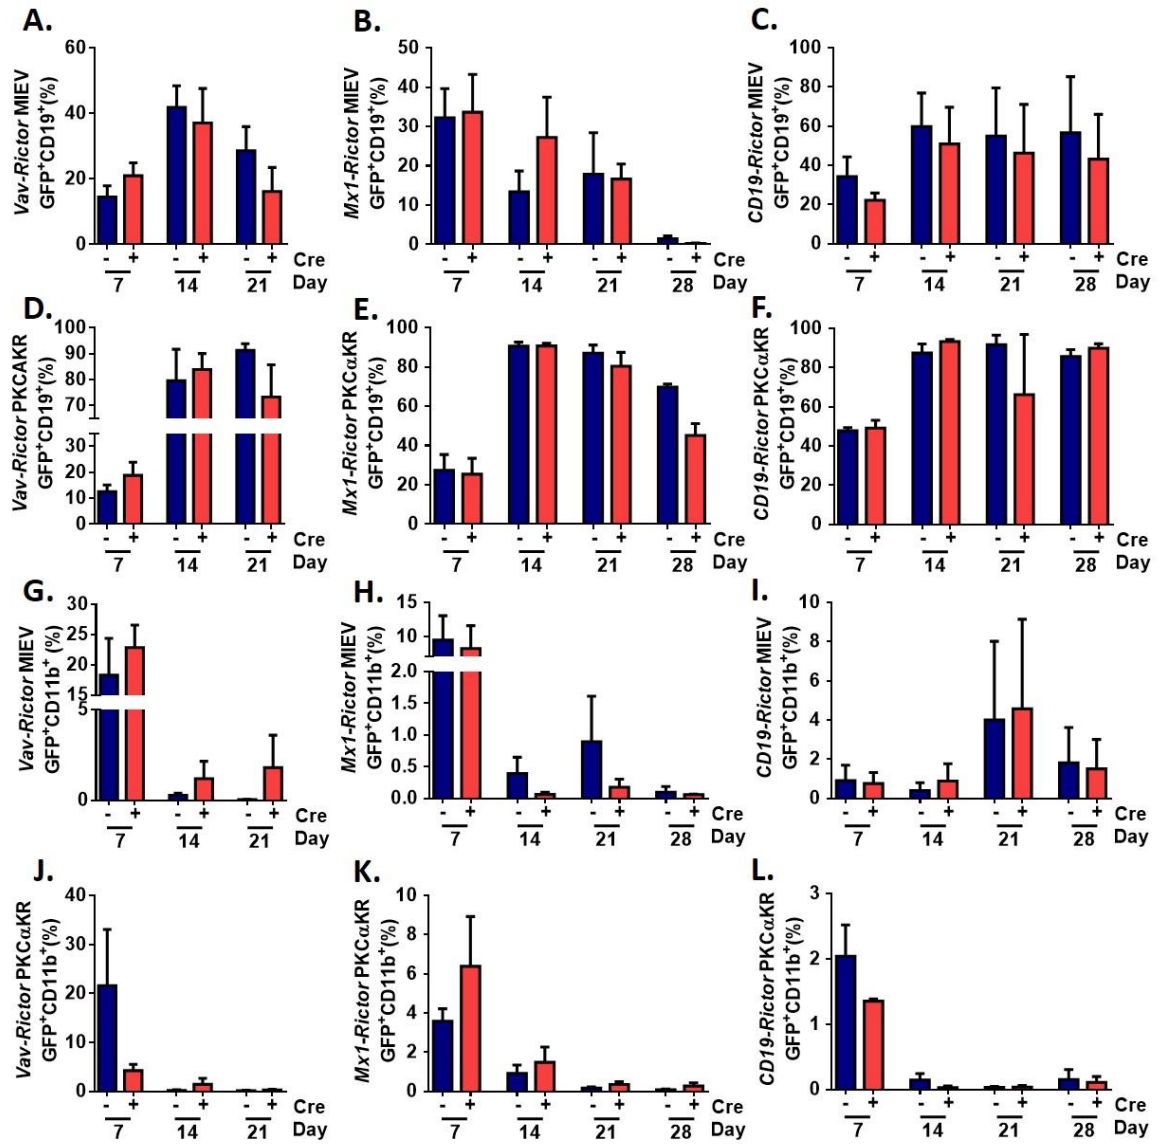 A.
Vav-Rictor MIEV
GFP+CD19+(%)
60
40
20
0
- + - + - + Cre
7 14 21 Day
B.
Mx1-Rictor MIEV
GFP+CD19+(%)
50
40
30
20
10
0
- + - + - + - + Cre
7 14 21 28 Day
C.
CD19-Rictor MIEV
GFP+CD19+(%)
100
80
60
40
20
0
- + - + - + - +
7 14 21 28
D.
Vav-Rictor PKCAKR
GFP+CD19+(%)
100
90
80
70
30
20
10
0
- + - + - + Cre
7 14 21 Day
E.
Mx1-Rictor PKCαKR
GFP+CD19+(%)
100
80
60
40
20
0
- + - + - + - + Cre
7 14 21 28 Day
F.
CD19-Rictor PKCαKR
GFP+CD19+(%)
100
80
60
40
20
0
- + - + - + - +
7 14 21 28
G.
Vav-Rictor MIEV
GFP+CD11b+ (%)
30
25
20
15
5
0
- + - + - + Cre
7 14 21 Day
H.
Mx1-Rictor MIEV
GFP+CD11b+(%)
15
10
5
2.0
1.5
1.0
0.5
0.0
- + - + - + - + Cre
7 14 21 28 Day
I.
CD19-Rictor MIEV
GFP+CD11b+(%)
10
8
6
4
2
0
- + - + - + - +
7 14 21 28
J.
Vav-Rictor PKCαKR
GFP+CD11b+(%)
40
30
20
10
0
- + - + - + Cre
7 14 21 Day
K.
Mx1-Rictor PKCαKR
GFP+CD11b+(%)
10
8
6
4
2
0
- + - + - + - + Cre
7 14 21 28 Day
L.
CD19-Rictor PKCαKR
GFP+CD11b+(%)
3
2
1
0
- + - + - + - +
7 14 21 28